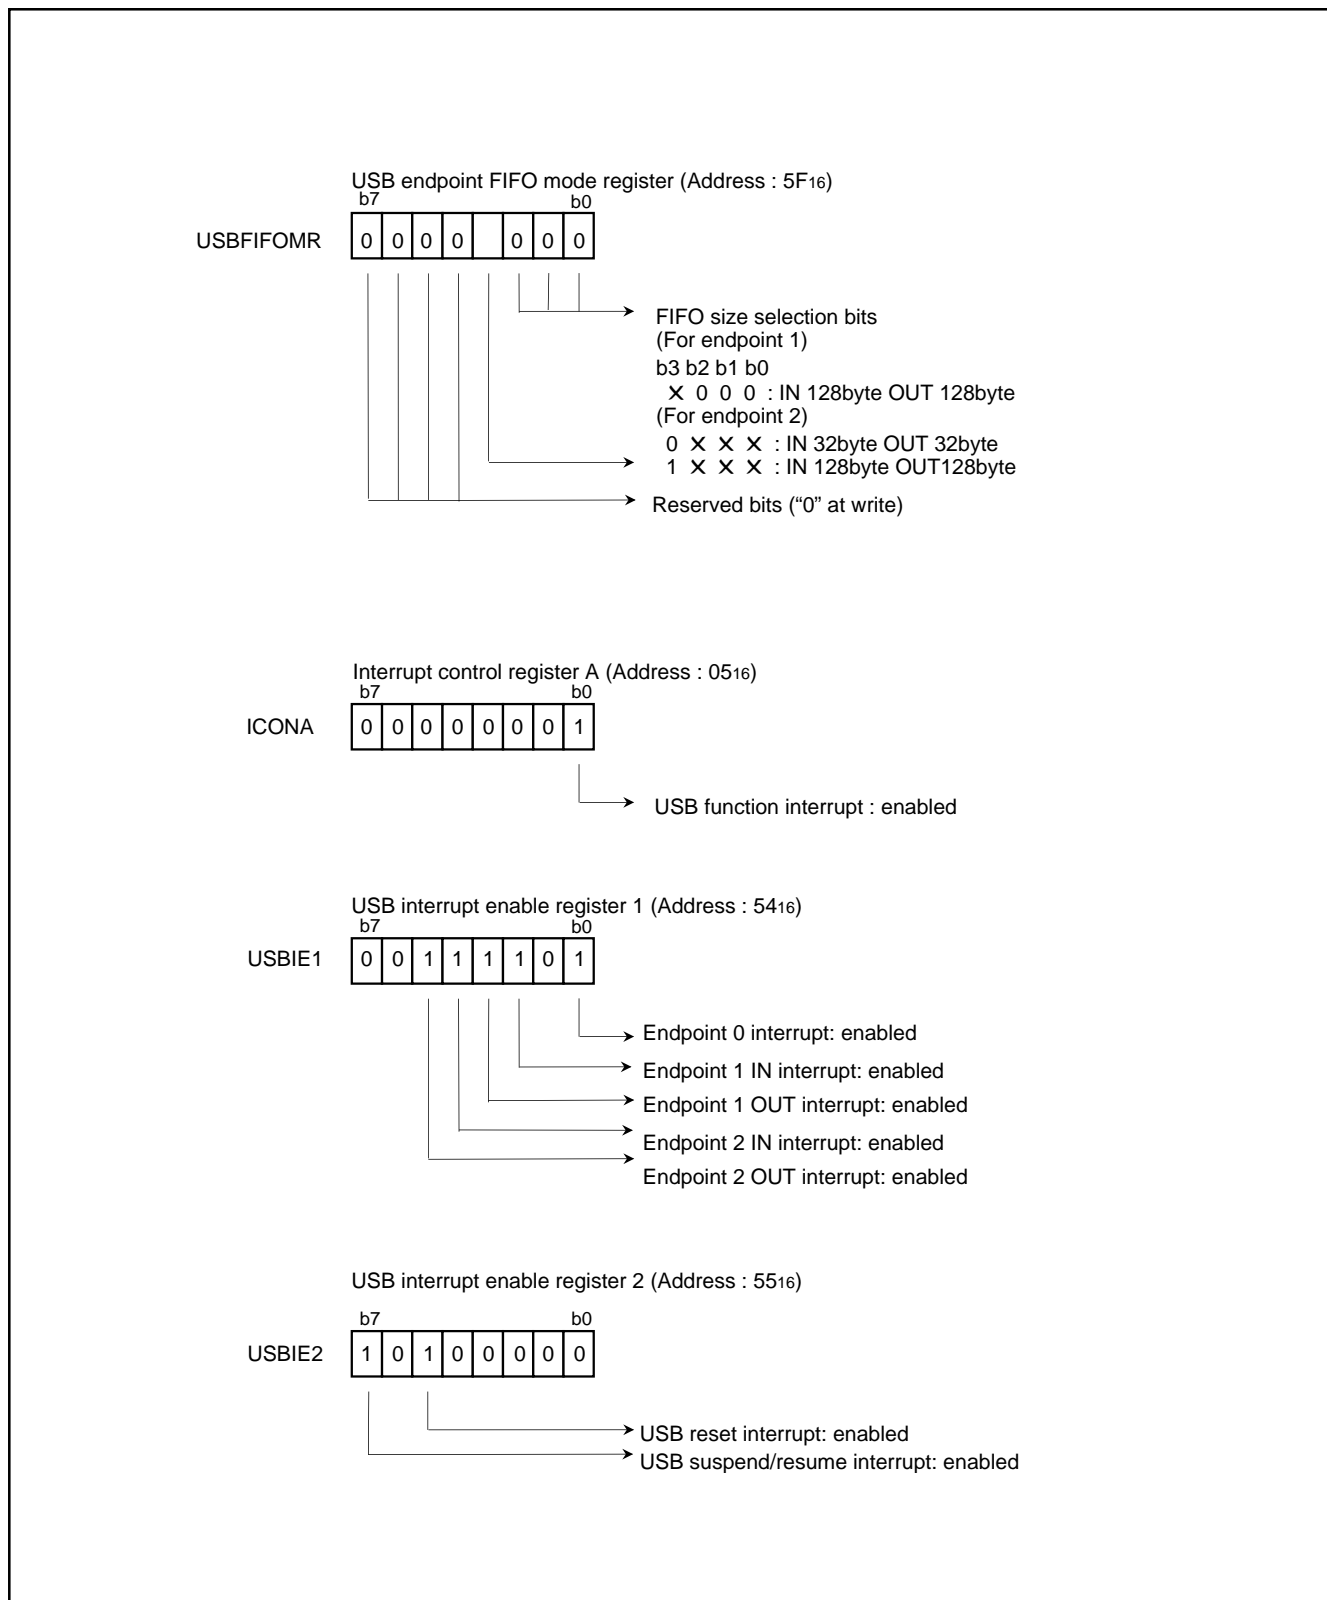 USB endpoint FIFO mode register (Address : 5F16)
b7 b0
USBFIFOMR 0 0 0 0 0 0 0
FIFO size selection bits
(For endpoint 1)
b3 b2 b1 b0
X 0 0 0 : IN 128byte OUT 128byte
(For endpoint 2)
0 X X X : IN 32byte OUT 32byte
1 X X X : IN 128byte OUT128byte
Reserved bits (“0” at write)
Interrupt control register A (Address : 0516)
b7 b0
ICONA 0 0 0 0 0 0 0 1
USB function interrupt : enabled
USB interrupt enable register 1 (Address : 5416)
b7 b0
USBIE1 0 0 1 1 1 1 0 1
Endpoint 0 interrupt: enabled
Endpoint 1 IN interrupt: enabled
Endpoint 1 OUT interrupt: enabled
Endpoint 2 IN interrupt: enabled
Endpoint 2 OUT interrupt: enabled
USB interrupt enable register 2 (Address : 5516)
b7 b0
USBIE2 1 0 1 0 0 0 0 0
USB reset interrupt: enabled
USB suspend/resume interrupt: enabled